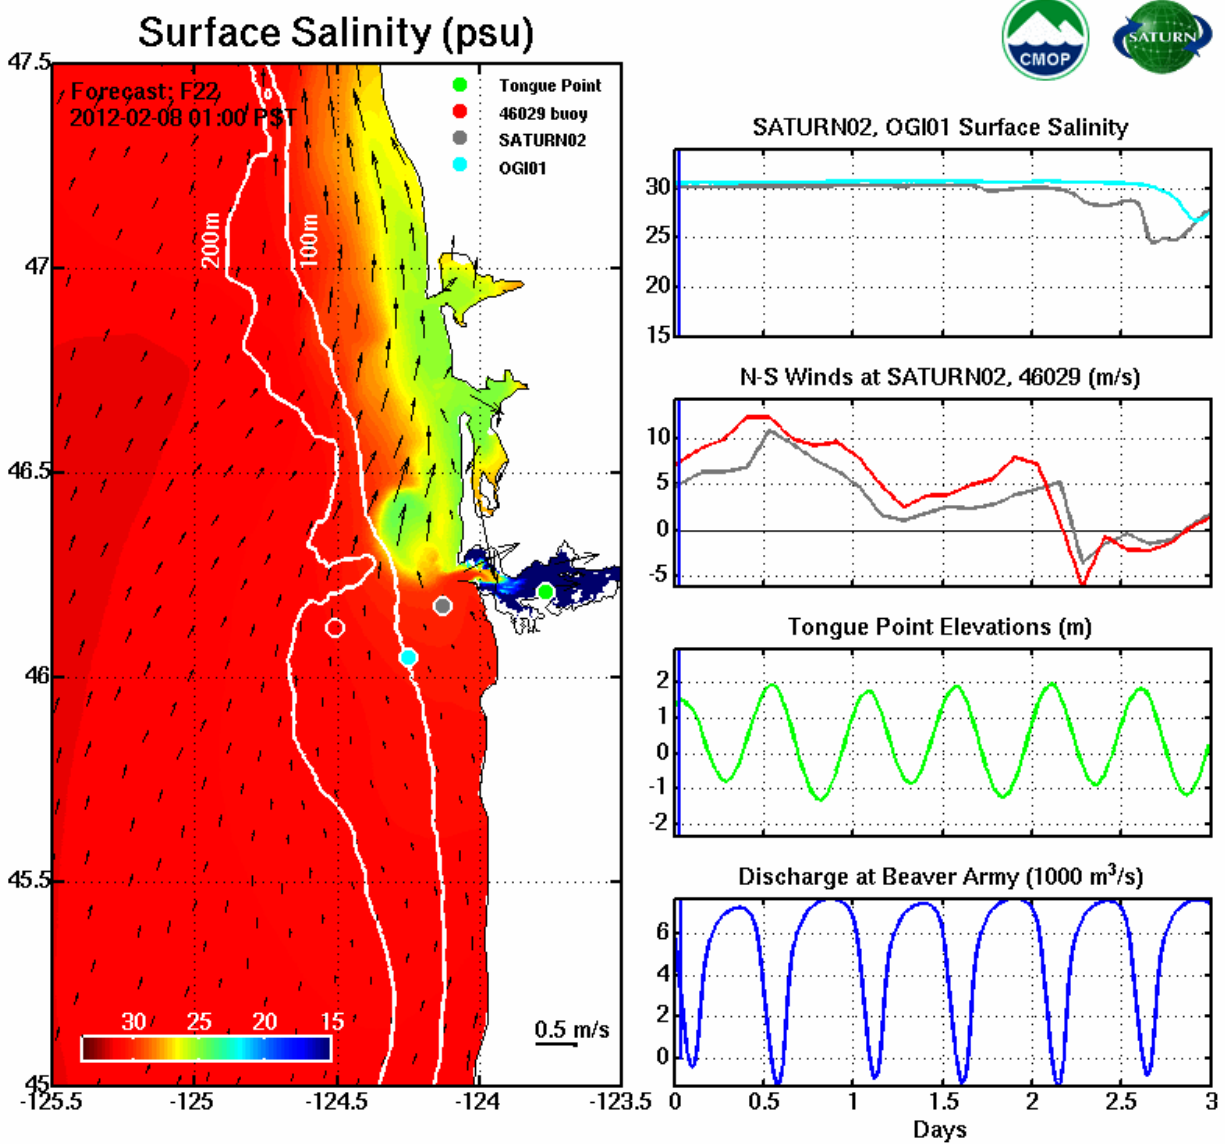 Surface Salinity (psu)
CMOP
SATURN
47.5
47
46.5
46
45.5
45
-125.5
-125
-124.5
-124
-123.5
Forecast: F22
2012-02-08 01:00 PST
Tongue Point
46029 buoy
SATURN02
OGI01
200m
100m
30 25 20 15
0.5 m/s
SATURN02, OGI01 Surface Salinity
30
25
20
15
N-S Winds at SATURN02, 46029 (m/s)
10
5
0
-5
Tongue Point Elevations (m)
2
1
0
-1
-2
Discharge at Beaver Army (1000 m³/s)
6
4
2
0
0 0.5 1 1.5 2 2.5 3
Days